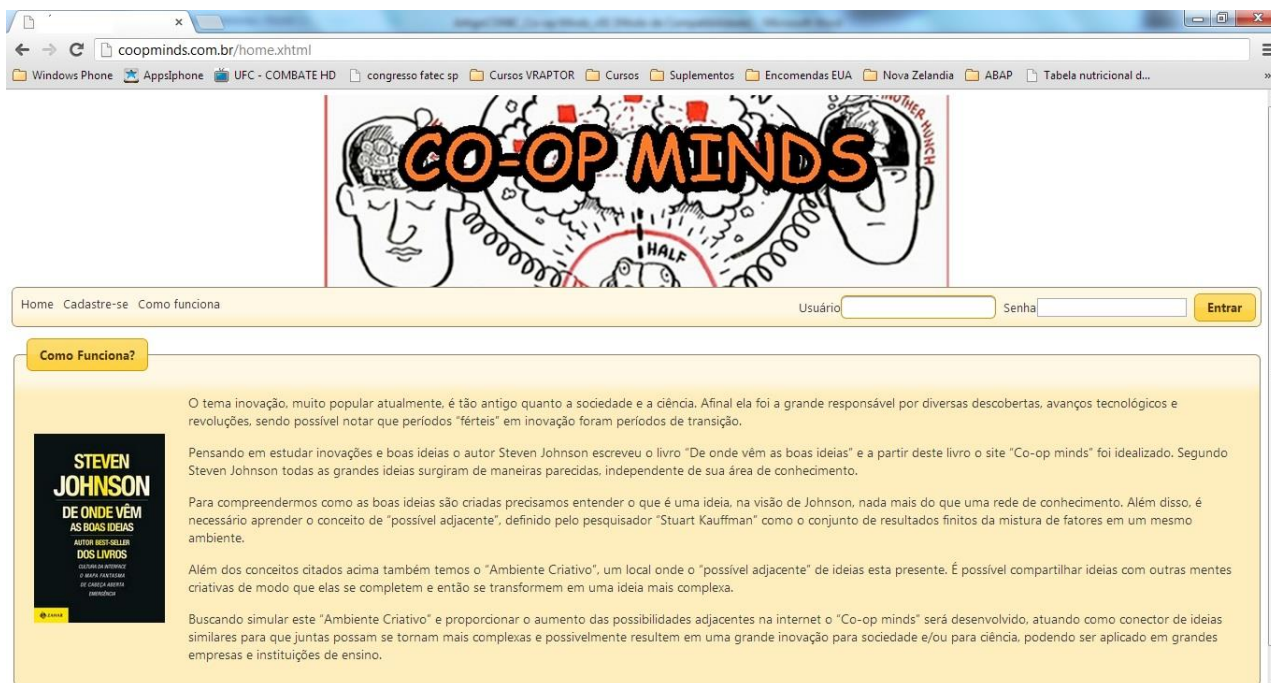 coopminds.com.br/home.xhtml
Windows Phone AppsIphone UFC - COMBATE HD congresso fatec sp Cursos VRAPTOR Cursos Suplementos Encomendas EUA Nova Zelandia ABAP Tabela nutricional d...
ANOTHER HUNCH
CO-OP MINDS
HALF
Home Cadastre-se Como funciona Usuário Senha Entrar
Como Funciona?
O tema inovação, muito popular atualmente, é tão antigo quanto a sociedade e a ciência. Afinal ela foi a grande responsável por diversas descobertas, avanços tecnológicos e
revoluções, sendo possível notar que períodos "férteis" em inovação foram períodos de transição.
Pensando em estudar inovações e boas ideias o autor Steven Johnson escreveu o livro "De onde vêm as boas ideias" e a partir deste livro o site "Co-op minds" foi idealizado. Segundo
Steven Johnson todas as grandes ideias surgiram de maneiras parecidas, independente de sua área de conhecimento.
Para compreendermos como as boas ideias são criadas precisamos entender o que é uma ideia, na visão de Johnson, nada mais do que uma rede de conhecimento. Além disso, é
necessário aprender o conceito de "possível adjacente", definido pelo pesquisador "Stuart Kauffman" como o conjunto de resultados finitos da mistura de fatores em um mesmo
ambiente.
Além dos conceitos citados acima também temos o "Ambiente Criativo", um local onde o "possível adjacente" de ideias esta presente. É possível compartilhar ideias com outras mentes
criativas de modo que elas se completem e então se transformem em uma ideia mais complexa.
Buscando simular este "Ambiente Criativo" e proporcionar o aumento das possibilidades adjacentes na internet o "Co-op minds" será desenvolvido, atuando como conector de ideias
similares para que juntas possam se tornam mais complexas e possivelmente resultem em uma grande inovação para sociedade e/ou para ciência, podendo ser aplicado em grandes
empresas e instituições de ensino.
STEVEN
JOHNSON
DE ONDE VÊM
AS BOAS IDEIAS
AUTOR BEST-SELLER
DOS LIVROS
CULTURA DA INTERFACE
O MAPA FANTASMA
DE CABEÇA ABERTA
EMERGÊNCIA
ZAHAR